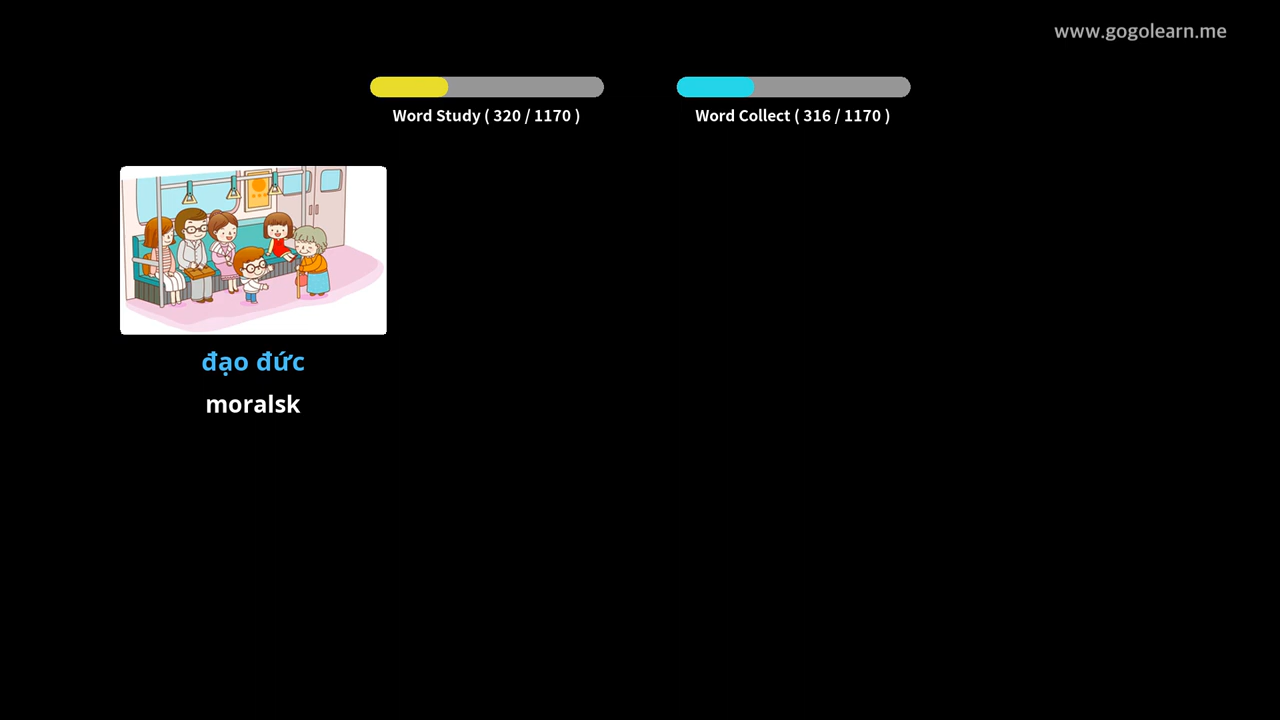 www.gogolearn.me
Word Study ( 320 / 1170 )
Word Collect ( 316 / 1170 )
đạo đức
moralsk